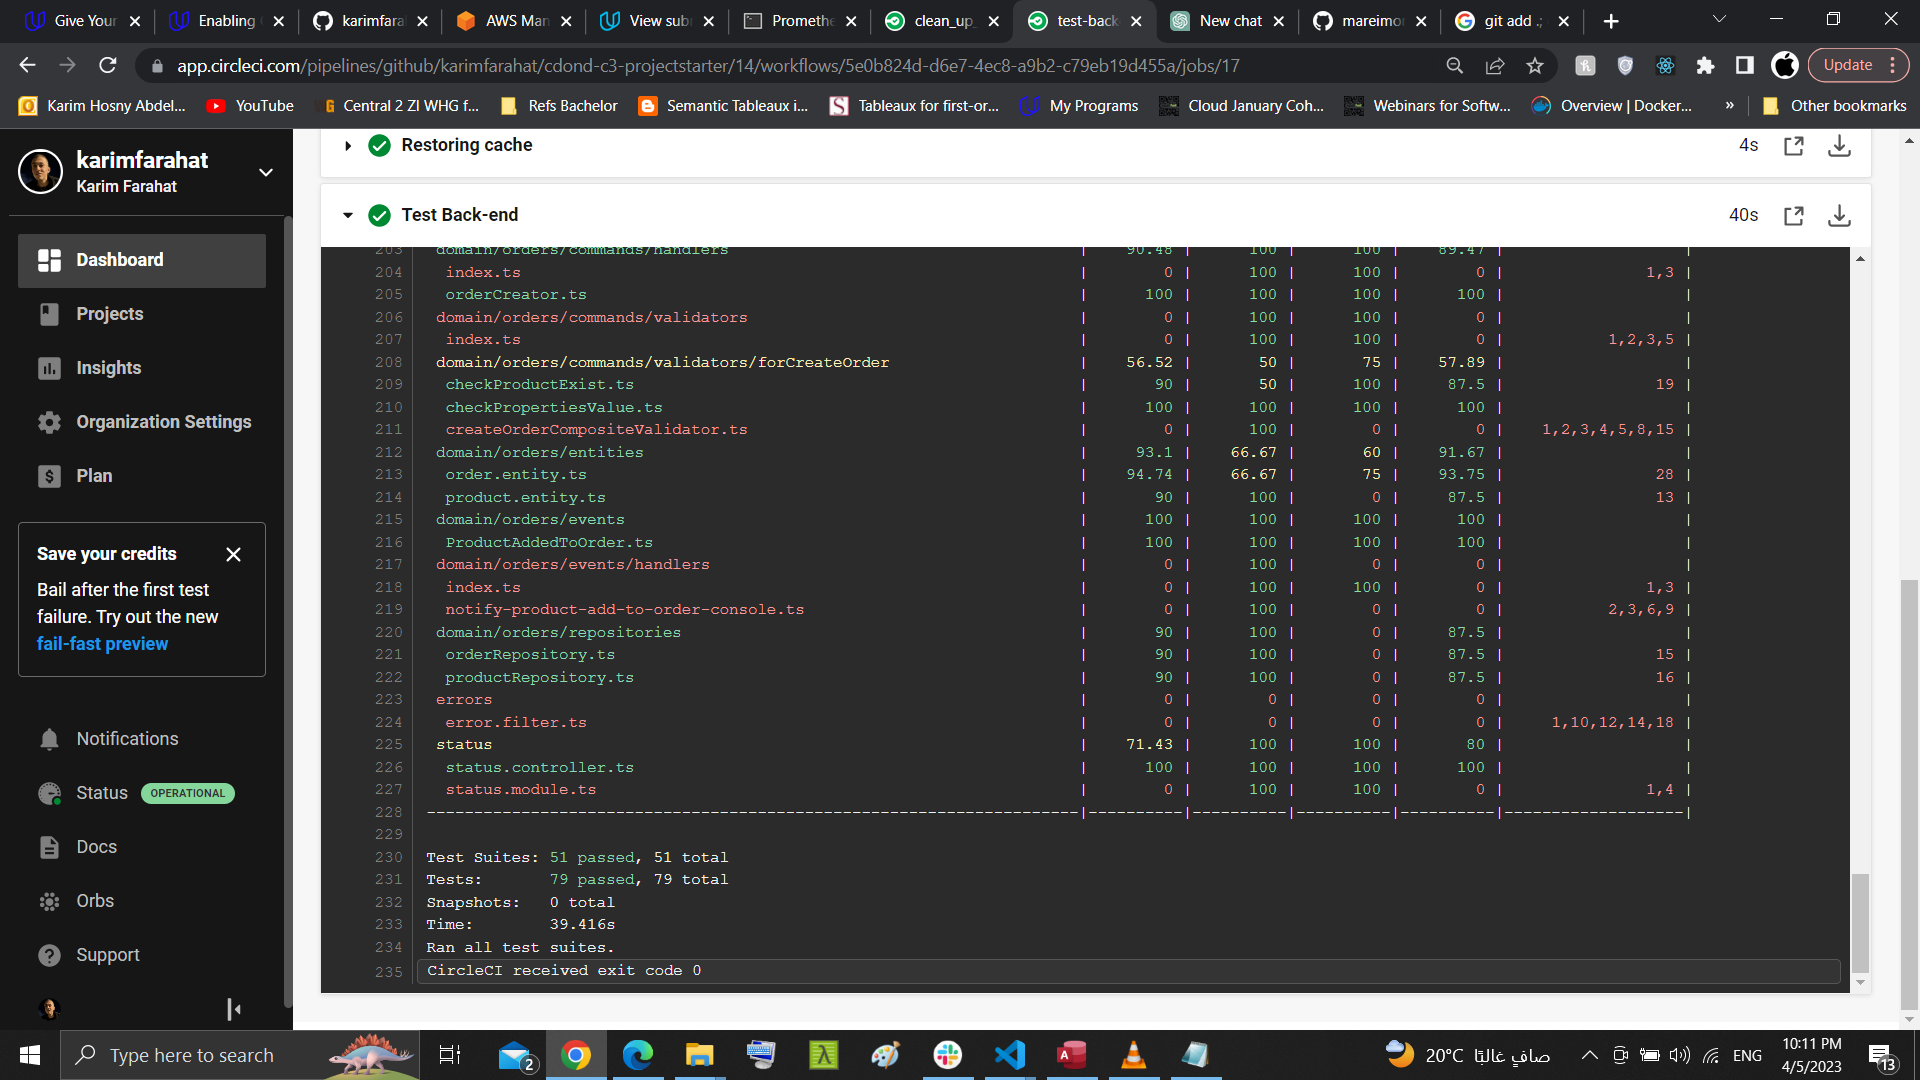 Give Your
Enabling
karimfara
AWS Man
View sub
Promethe
clean_up_
test-back
New chat
mareimo
git add .;
app.circleci.com/pipelines/github/karimfarahat/cdond-c3-projectstarter/14/workflows/5e0b824d-d6e7-4ec8-a9b2-c79eb19d455a/jobs/17
Update
Karim Hosny Abdel...
YouTube
Central 2 ZI WHG f...
Refs Bachelor
Semantic Tableaux i...
Tableaux for first-or...
My Programs
Cloud January Coh...
Webinars for Softw...
Overview | Docker...
»
Other bookmarks
karimfarahat
Karim Farahat
Dashboard
Projects
Insights
Organization Settings
Plan
Save your credits
Bail after the first test
failure. Try out the new
fail-fast preview
Notifications
Status OPERATIONAL
Docs
Orbs
Support
Restoring cache 4s
Test Back-end 40s
203 domain/orders/commands/handlers | 90.48 | 100 | 100 | 89.47 | |
204 index.ts | 0 | 100 | 100 | 0 | 1,3 |
205 orderCreator.ts | 100 | 100 | 100 | 100 | |
206 domain/orders/commands/validators | 0 | 100 | 100 | 0 | |
207 index.ts | 0 | 100 | 100 | 0 | 1,2,3,5 |
208 domain/orders/commands/validators/forCreateOrder | 56.52 | 50 | 75 | 57.89 | |
209 checkProductExist.ts | 90 | 50 | 100 | 87.5 | 19 |
210 checkPropertiesValue.ts | 100 | 100 | 100 | 100 | |
211 createOrderCompositeValidator.ts | 0 | 100 | 0 | 0 | 1,2,3,4,5,8,15 |
212 domain/orders/entities | 93.1 | 66.67 | 60 | 91.67 | |
213 order.entity.ts | 94.74 | 66.67 | 75 | 93.75 | 28 |
214 product.entity.ts | 90 | 100 | 0 | 87.5 | 13 |
215 domain/orders/events | 100 | 100 | 100 | 100 | |
216 ProductAddedToOrder.ts | 100 | 100 | 100 | 100 | |
217 domain/orders/events/handlers | 0 | 100 | 0 | 0 | |
218 index.ts | 0 | 100 | 100 | 0 | 1,3 |
219 notify-product-add-to-order-console.ts | 0 | 100 | 0 | 0 | 2,3,6,9 |
220 domain/orders/repositories | 90 | 100 | 0 | 87.5 | |
221 orderRepository.ts | 90 | 100 | 0 | 87.5 | 15 |
222 productRepository.ts | 90 | 100 | 0 | 87.5 | 16 |
223 errors | 0 | 0 | 0 | 0 | |
224 error.filter.ts | 0 | 0 | 0 | 0 | 1,10,12,14,18 |
225 status | 71.43 | 100 | 100 | 80 | |
226 status.controller.ts | 100 | 100 | 100 | 100 | |
227 status.module.ts | 0 | 100 | 100 | 0 | 1,4 |
228 ---------------------------------------------------------------------|----------|----------|----------|----------|-------------------|
229
230 Test Suites: 51 passed, 51 total
231 Tests: 79 passed, 79 total
232 Snapshots: 0 total
233 Time: 39.416s
234 Ran all test suites.
235 CircleCI received exit code 0
Type here to search
2
20°C صافٍ غالبًا
ENG
10:11 PM
4/5/2023
13